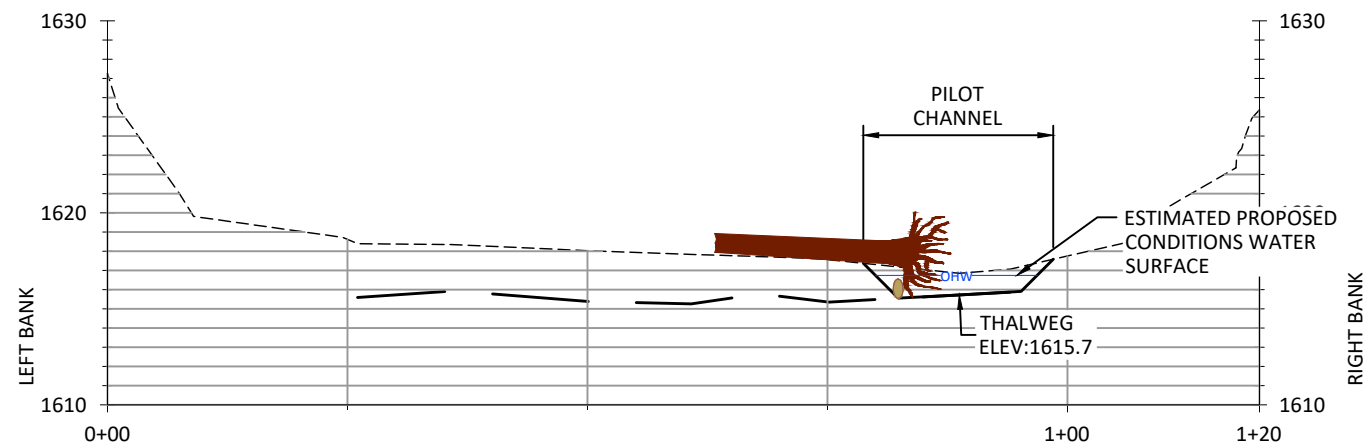 1630
1630
PILOT
CHANNEL
1620
ESTIMATED PROPOSED
CONDITIONS WATER
SURFACE
OHW
THALWEG
ELEV:1615.7
LEFT BANK
RIGHT BANK
1610
1610
0+00
1+00
1+20